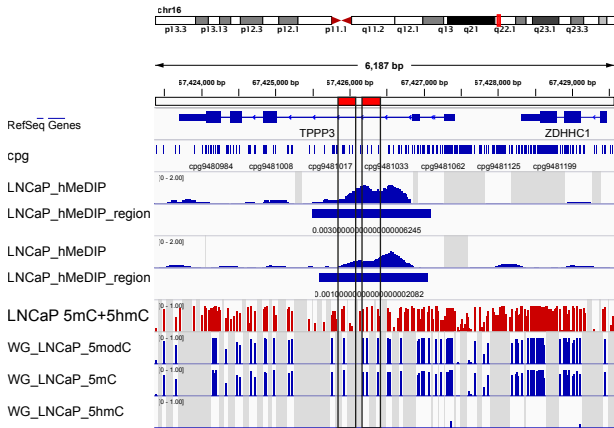 chr16
p13.3 p13.13 p12.3 p12.1 p11.1 q11.2 q12.1 q13 q21 q22.1 q23.1 q23.3
6,187 bp
57,424,000 bp 57,425,000 bp 57,426,000 bp 57,427,000 bp 57,428,000 bp 57,429,000 bp
RefSeq Genes
TPPP3 ZDHHC1
cpg
cpg9480984 cpg9481008 cpg9481017 cpg9481033 cpg9481062 cpg9481125 cpg9481199
[0 - 2.00]
LNCaP_hMeDIP
LNCaP_hMeDIP_region
0.0030000000000000006245
[0 - 2.00]
LNCaP_hMeDIP
LNCaP_hMeDIP_region
0.0010000000000000002082
[0 - 1.00]
LNCaP 5mC+5hmC
[0 - 1.00]
WG_LNCaP_5modC
[0 - 1.00]
WG_LNCaP_5mC
[0 - 1.00]
WG_LNCaP_5hmC